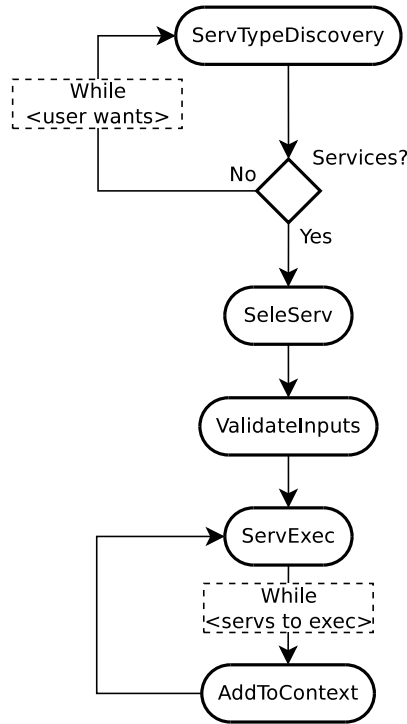 ServTypeDiscovery
While
<user wants>
Services?
No
Yes
SeleServ
ValidateInputs
ServExec
While
<servs to exec>
AddToContext